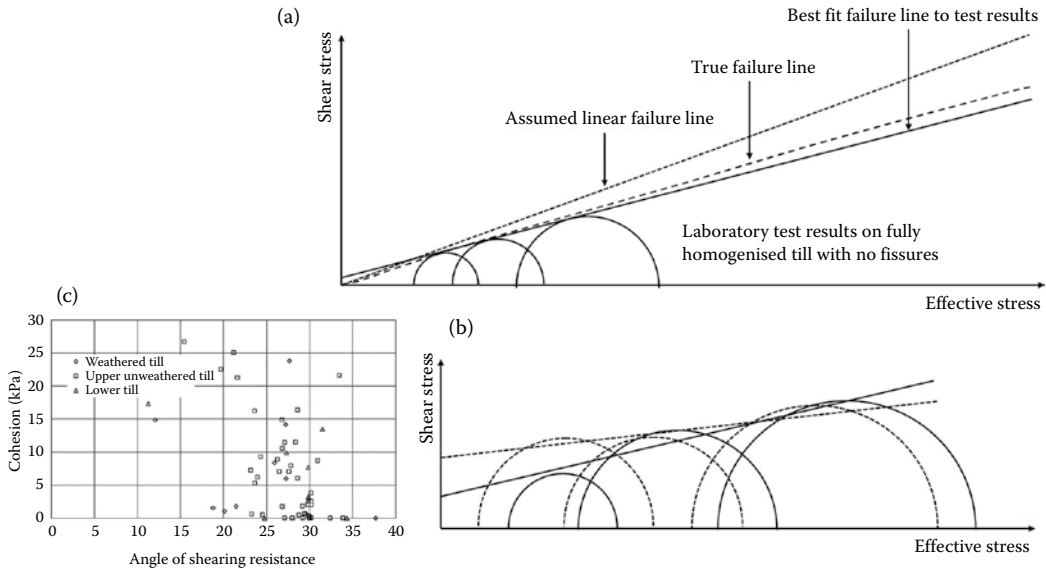 (a)
Best fit failure line to test results
True failure line
Assumed linear failure line
Shear stress
Laboratory test results on fully
homogenised till with no fissures
Effective stress
(c)
30
25
20
15
10
5
0
Cohesion (kPa)
Weathered till
Upper unweathered till
Lower till
0 5 10 15 20 25 30 35 40
Angle of shearing resistance
(b)
Shear stress
Effective stress